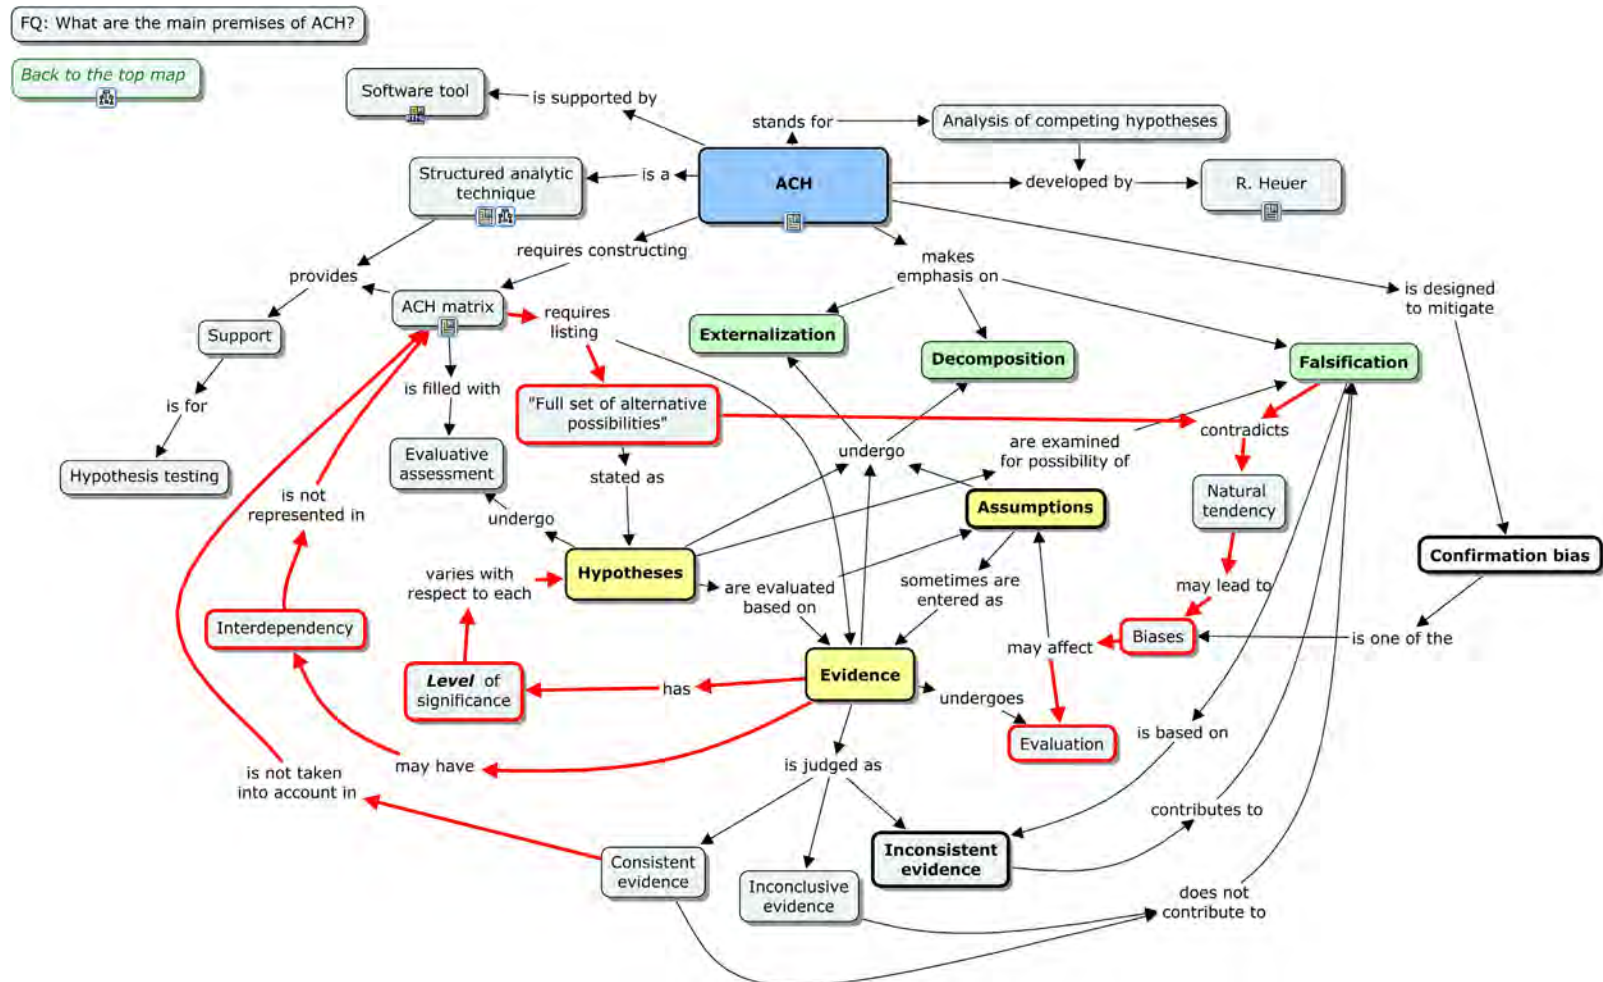 FQ: What are the main premises of ACH?
Back to the top map
Software tool
is supported by
stands for
Analysis of competing hypotheses
Structured analytic
technique
is a
ACH
developed by
R. Heuer
requires constructing
makes
emphasis on
provides
is designed
to mitigate
ACH matrix
requires
listing
Support
Externalization
Decomposition
Falsification
is filled with
is for
"Full set of alternative
possibilities"
contradicts
Evaluative
assessment
undergo
are examined
for possibility of
Hypothesis testing
stated as
is not
represented in
undergo
Natural
tendency
Assumptions
Confirmation bias
Hypotheses
varies with
respect to each
are evaluated
based on
sometimes are
entered as
may lead to
Interdependency
Biases
is one of the
may affect
Evidence
Level of
significance
has
undergoes
Evaluation
is based on
is not taken
into account in
may have
is judged as
contributes to
Consistent
evidence
Inconclusive
evidence
Inconsistent
evidence
does not
contribute to